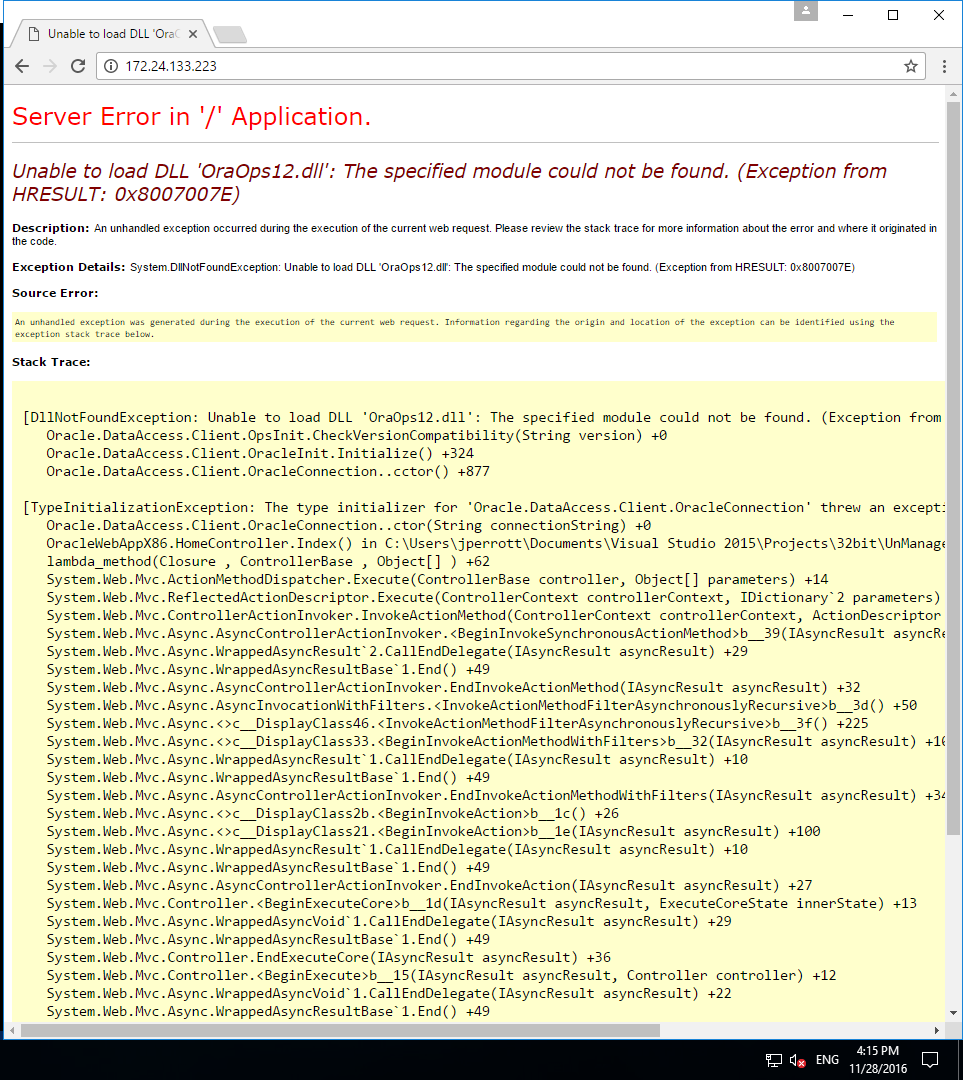 Unable to load DLL 'Ora
172.24.133.223
Server Error in '/' Application.
Unable to load DLL 'OraOps12.dll': The specified module could not be found. (Exception from
HRESULT: 0x8007007E)
Description: An unhandled exception occurred during the execution of the current web request. Please review the stack trace for more information about the error and where it originated in
the code.
Exception Details: System.DllNotFoundException: Unable to load DLL 'OraOps12.dll': The specified module could not be found. (Exception from HRESULT: 0x8007007E)
Source Error:
An unhandled exception was generated during the execution of the current web request. Information regarding the origin and location of the exception can be identified using the
exception stack trace below.
Stack Trace:
[DllNotFoundException: Unable to load DLL 'OraOps12.dll': The specified module could not be found. (Exception from
Oracle.DataAccess.Client.OpsInit.CheckVersionCompatibility(String version) +0
Oracle.DataAccess.Client.OracleInit.Initialize() +324
Oracle.DataAccess.Client.OracleConnection..cctor() +877
[TypeInitializationException: The type initializer for 'Oracle.DataAccess.Client.OracleConnection' threw an excepti
Oracle.DataAccess.Client.OracleConnection..ctor(String connectionString) +0
OracleWebAppX86.HomeController.Index() in C:\Users\jperrott\Documents\Visual Studio 2015\Projects\32bit\UnManage
lambda_method(Closure , ControllerBase , Object[] ) +62
System.Web.Mvc.ActionMethodDispatcher.Execute(ControllerBase controller, Object[] parameters) +14
System.Web.Mvc.ReflectedActionDescriptor.Execute(ControllerContext controllerContext, IDictionary`2 parameters)
System.Web.Mvc.ControllerActionInvoker.InvokeActionMethod(ControllerContext controllerContext, ActionDescriptor
System.Web.Mvc.Async.AsyncControllerActionInvoker.<BeginInvokeSynchronousActionMethod>b__39(IAsyncResult asyncRe
System.Web.Mvc.Async.WrappedAsyncResult`2.CallEndDelegate(IAsyncResult asyncResult) +29
System.Web.Mvc.Async.WrappedAsyncResultBase`1.End() +49
System.Web.Mvc.Async.AsyncControllerActionInvoker.EndInvokeActionMethod(IAsyncResult asyncResult) +32
System.Web.Mvc.Async.AsyncInvocationWithFilters.<InvokeActionMethodFilterAsynchronouslyRecursive>b__3d() +50
System.Web.Mvc.Async.<>c__DisplayClass46.<InvokeActionMethodFilterAsynchronouslyRecursive>b__3f() +225
System.Web.Mvc.Async.<>c__DisplayClass33.<BeginInvokeActionMethodWithFilters>b__32(IAsyncResult asyncResult) +10
System.Web.Mvc.Async.WrappedAsyncResult`1.CallEndDelegate(IAsyncResult asyncResult) +10
System.Web.Mvc.Async.WrappedAsyncResultBase`1.End() +49
System.Web.Mvc.Async.AsyncControllerActionInvoker.EndInvokeActionMethodWithFilters(IAsyncResult asyncResult) +34
System.Web.Mvc.Async.<>c__DisplayClass2b.<BeginInvokeAction>b__1c() +26
System.Web.Mvc.Async.<>c__DisplayClass21.<BeginInvokeAction>b__1e(IAsyncResult asyncResult) +100
System.Web.Mvc.Async.WrappedAsyncResult`1.CallEndDelegate(IAsyncResult asyncResult) +10
System.Web.Mvc.Async.WrappedAsyncResultBase`1.End() +49
System.Web.Mvc.Async.AsyncControllerActionInvoker.EndInvokeAction(IAsyncResult asyncResult) +27
System.Web.Mvc.Controller.<BeginExecuteCore>b__1d(IAsyncResult asyncResult, ExecuteCoreState innerState) +13
System.Web.Mvc.Async.WrappedAsyncVoid`1.CallEndDelegate(IAsyncResult asyncResult) +29
System.Web.Mvc.Async.WrappedAsyncResultBase`1.End() +49
System.Web.Mvc.Controller.EndExecuteCore(IAsyncResult asyncResult) +36
System.Web.Mvc.Controller.<BeginExecute>b__15(IAsyncResult asyncResult, Controller controller) +12
System.Web.Mvc.Async.WrappedAsyncVoid`1.CallEndDelegate(IAsyncResult asyncResult) +22
System.Web.Mvc.Async.WrappedAsyncResultBase`1.End() +49
ENG
4:15 PM
11/28/2016